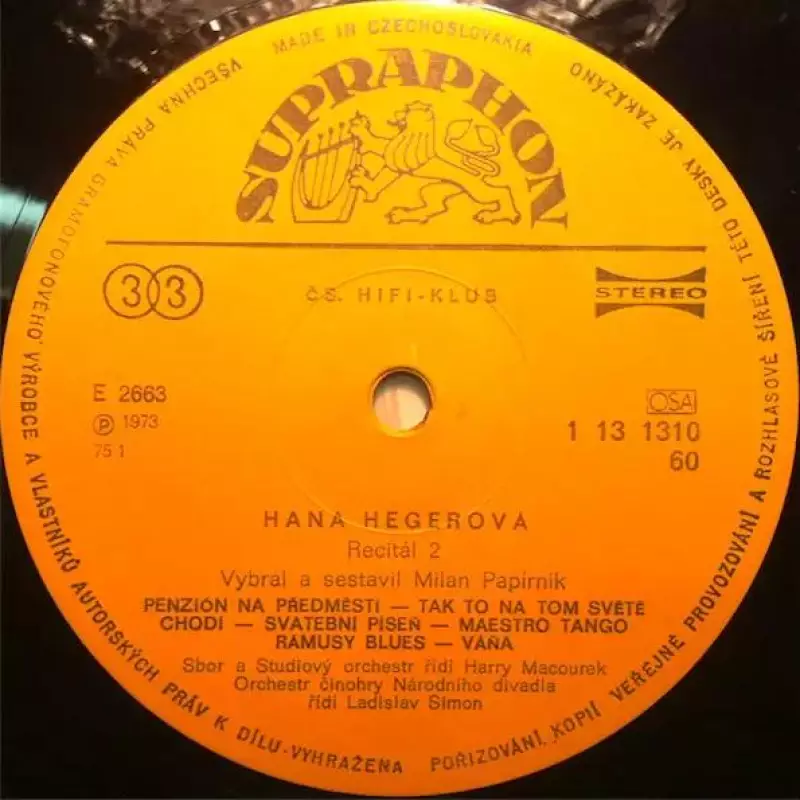 MADE IN CZECHOSLOVAKIA
SUPRAPHON
33
ČS. HIFI-KLUB
STEREO
E 2663
Ⓟ 1973
75 1
OSA
1 13 1310
60
HANA HEGEROVÁ
Recitál 2
Vybral a sestavil Milan Papírník
PENZIÓN NA PŘEDMĚSTÍ — TAK TO NA TOM SVĚTĚ
CHODÍ — SVATEBNÍ PÍSEŇ — MAESTRO TANGO
RAMUSY BLUES — VÁŇA
Sbor a Studiový orchestr řídí Harry Macourek
Orchestr činohry Národního divadla
řídí Ladislav Simon
VŠECHNA PRÁVA GRAMOFONOVÉHO VÝROBCE A VLASTNÍKŮ AUTORSKÝCH PRÁV K DÍLU-VYHRAŽENA POŘIZOVÁNÍ KOPIÍ VEŘEJNÉ PROVOZOVÁNÍ A ROZHLASOVÉ ŠÍŘENÍ TÉTO DESKY JE ZAKÁZÁNO